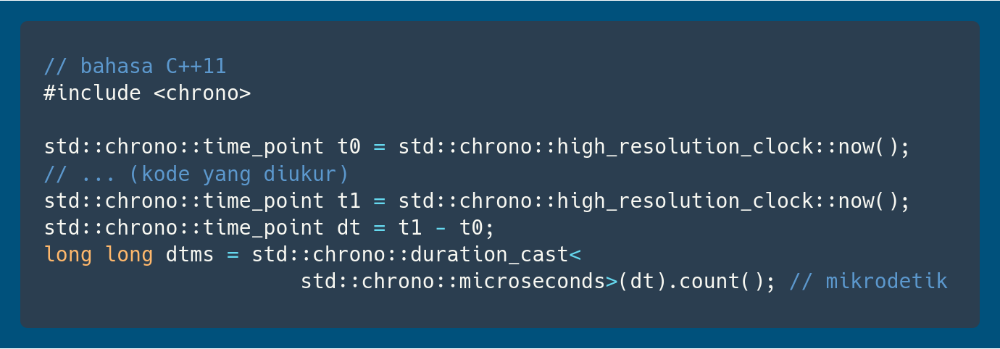 // bahasa C++11
#include <chrono>
std::chrono::time_point t0 = std::chrono::high_resolution_clock::now();
// ... (kode yang diukur)
std::chrono::time_point t1 = std::chrono::high_resolution_clock::now();
std::chrono::time_point dt = t1 - t0;
long long dtms = std::chrono::duration_cast<
std::chrono::microseconds>(dt).count(); // mikrodetik